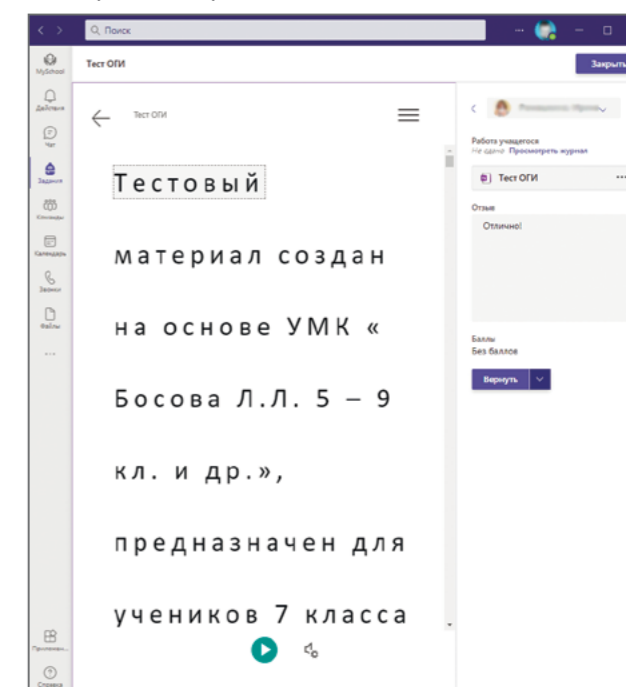 Поиск
MySchool
Тест ОГИ
Закрыть
Действия
Тест ОГИ
Чат
Работа учащегося
Не сдано Просмотреть журнал
Задания
Тестовый
Тест ОГИ
Команды
Отзыв
Отлично!
Календарь
материал создан
Звонки
Файлы
на основе УМК «
Баллы
Без баллов
Вернуть
Босова Л.Л. 5 – 9
кл. и др.»,
предназначен для
учеников 7 класса
Справка